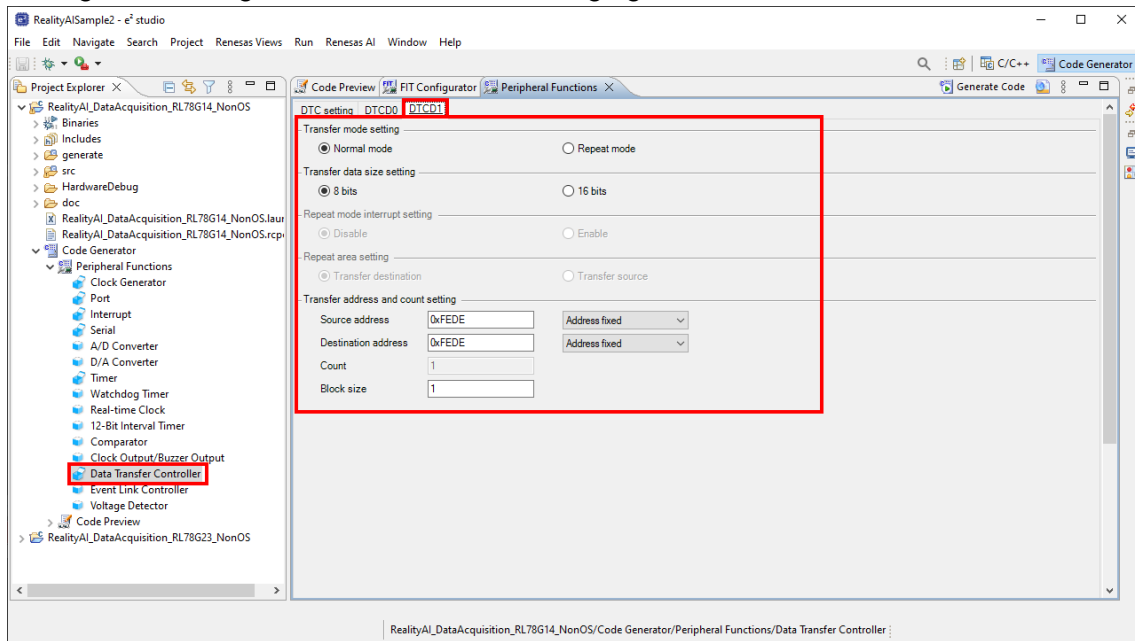 RealityAISample2 - e² studio
File Edit Navigate Search Project Renesas Views Run Renesas AI Window Help
C/C++ Code Generator
Project Explorer
Code Preview FIT Configurator Peripheral Functions
Generate Code
RealityAI_DataAcquisition_RL78G14_NonOS
Binaries
Includes
generate
src
HardwareDebug
doc
RealityAI_DataAcquisition_RL78G14_NonOS.laun
RealityAI_DataAcquisition_RL78G14_NonOS.rcp
Code Generator
Peripheral Functions
Clock Generator
Port
Interrupt
Serial
A/D Converter
D/A Converter
Timer
Watchdog Timer
Real-time Clock
12-Bit Interval Timer
Comparator
Clock Output/Buzzer Output
Data Transfer Controller
Event Link Controller
Voltage Detector
Code Preview
RealityAI_DataAcquisition_RL78G23_NonOS
DTC setting DTCD0 DTCD1
Transfer mode setting
Normal mode Repeat mode
Transfer data size setting
8 bits 16 bits
Repeat mode interrupt setting
Disable Enable
Repeat area setting
Transfer destination Transfer source
Transfer address and count setting
Source address 0xFEDE Address fixed
Destination address 0xFEDE Address fixed
Count 1
Block size 1
RealityAI_DataAcquisition_RL78G14_NonOS/Code Generator/Peripheral Functions/Data Transfer Controller